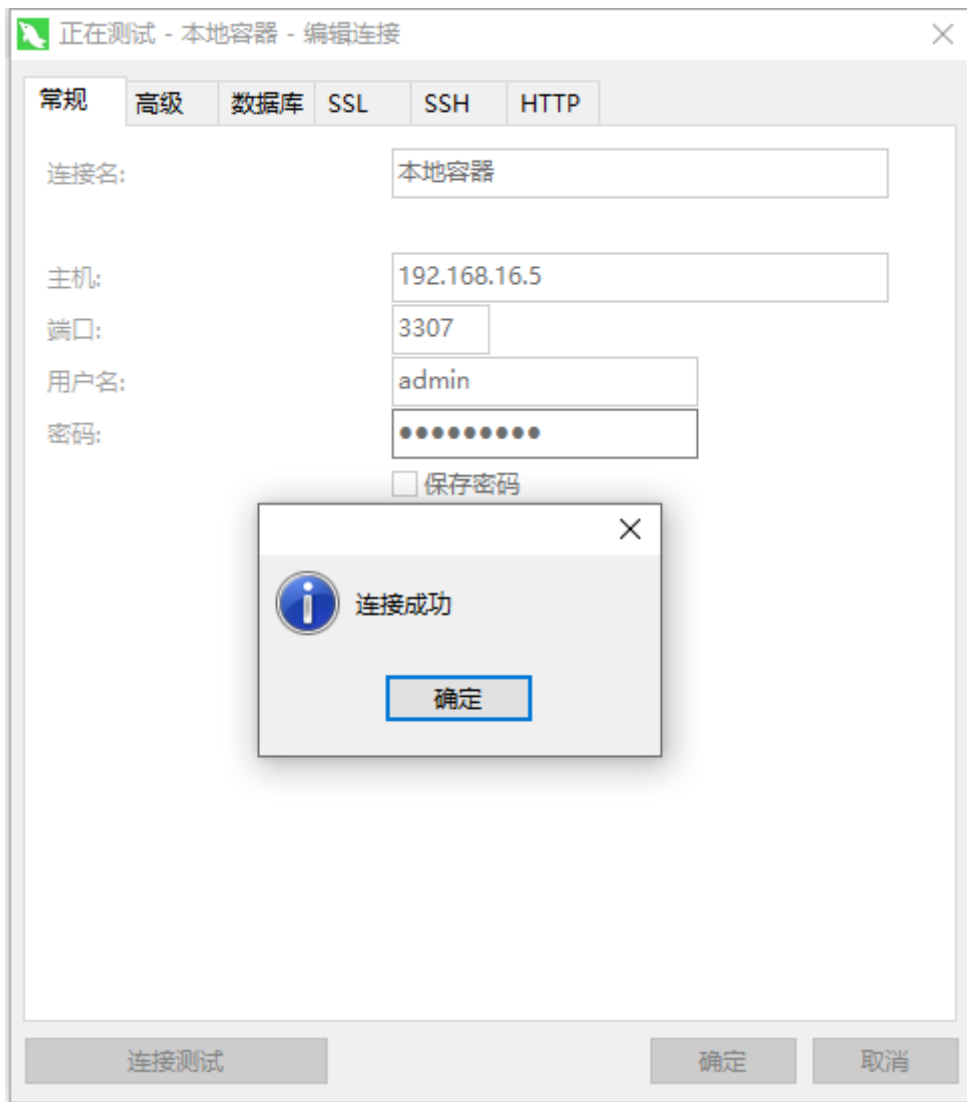 正在测试 - 本地容器 - 编辑连接
常规 高级 数据库 SSL SSH HTTP
连接名: 本地容器
主机: 192.168.16.5
端口: 3307
用户名: admin
密码: ●●●●●●●●●
保存密码
连接成功
确定
连接测试 确定 取消